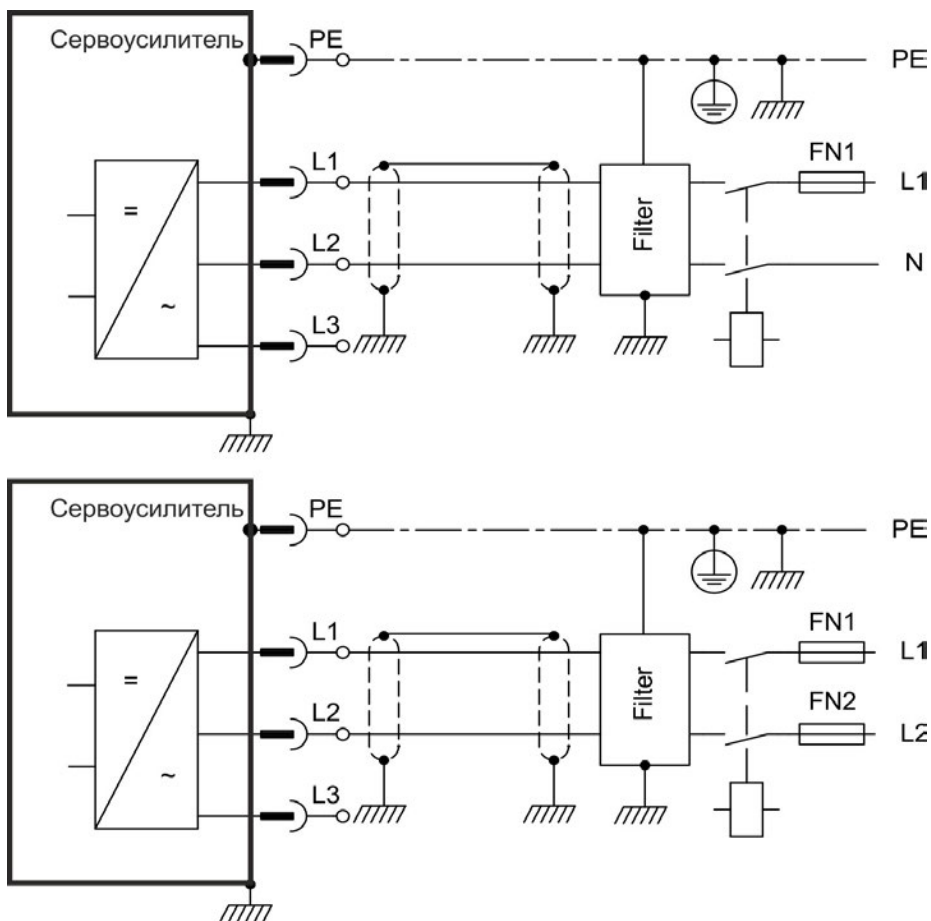 Сервоусилитель
PE
PE
L1
FN1
L1
=
L2
Filter
N
~
L3
Сервоусилитель
PE
PE
L1
FN1
L1
=
L2
Filter
FN2
L2
~
L3